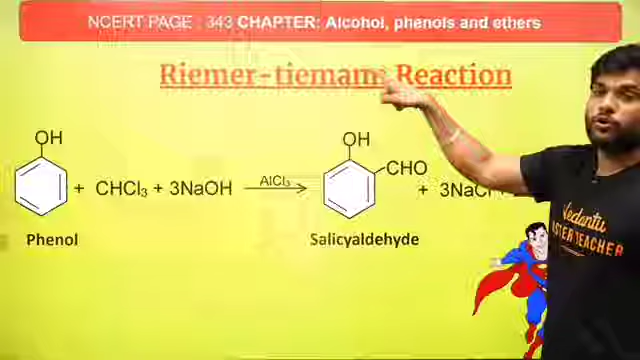 NCERT PAGE : 343 CHAPTER: Alcohol, phenols and ethers
Riemer-tiemann Reaction
OH
+ CHCl₃ + 3NaOH
AlCl₃
OH
CHO
+ 3NaCl
Phenol
Salicyaldehyde
Vedantu
MASTER TEACHER